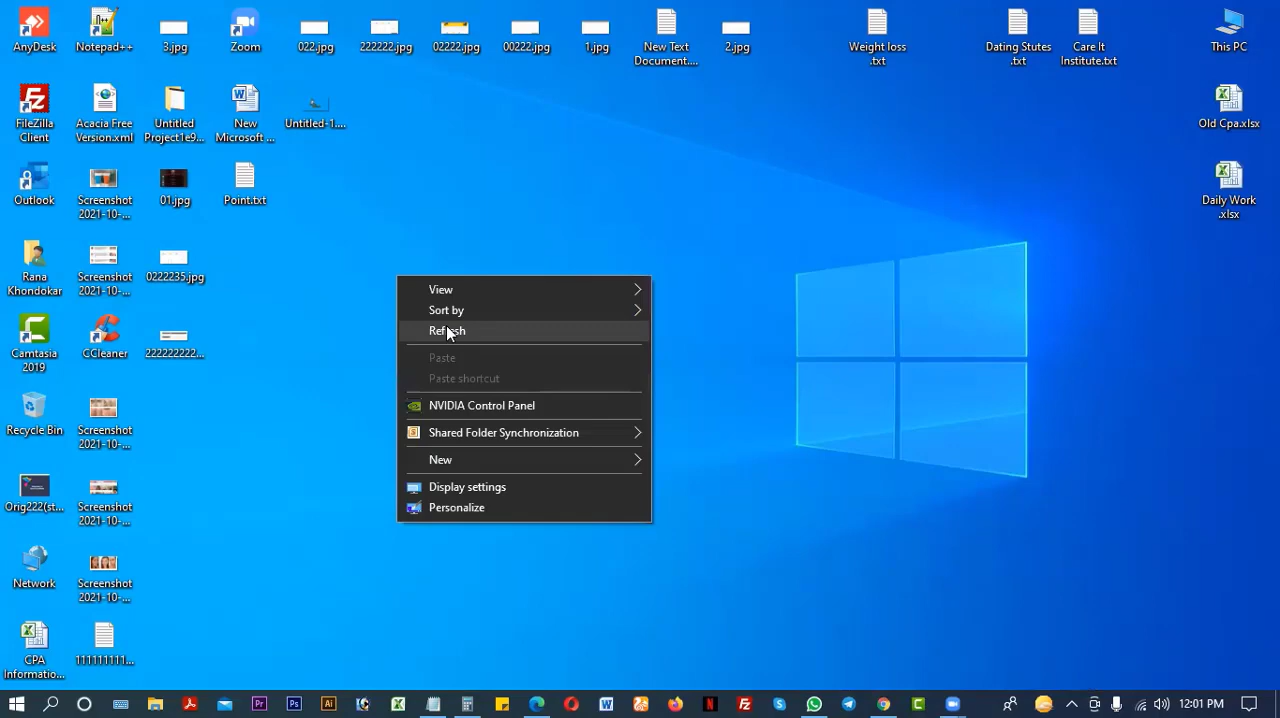 AnyDesk
Notepad++
3.jpg
Zoom
022.jpg
222222.jpg
02222.jpg
00222.jpg
1.jpg
New Text
Document....
2.jpg
Weight loss
.txt
Dating Stutes
.txt
Care It
Institute.txt
This PC
FileZilla
Client
Acacia Free
Version.xml
Untitled
Project1e9...
New
Microsoft ...
Untitled-1....
Old Cpa.xlsx
Outlook
Screenshot
2021-10-...
01.jpg
Point.txt
Daily Work
.xlsx
Rana
Khondokar
Screenshot
2021-10-...
0222235.jpg
View
Sort by
Refresh
Paste
Paste shortcut
NVIDIA Control Panel
Shared Folder Synchronization
New
Display settings
Personalize
Camtasia
2019
CCleaner
222222222...
Recycle Bin
Screenshot
2021-10-...
Orig222(st...
Screenshot
2021-10-...
Network
Screenshot
2021-10-...
CPA
Informatio...
111111111...
12:01 PM